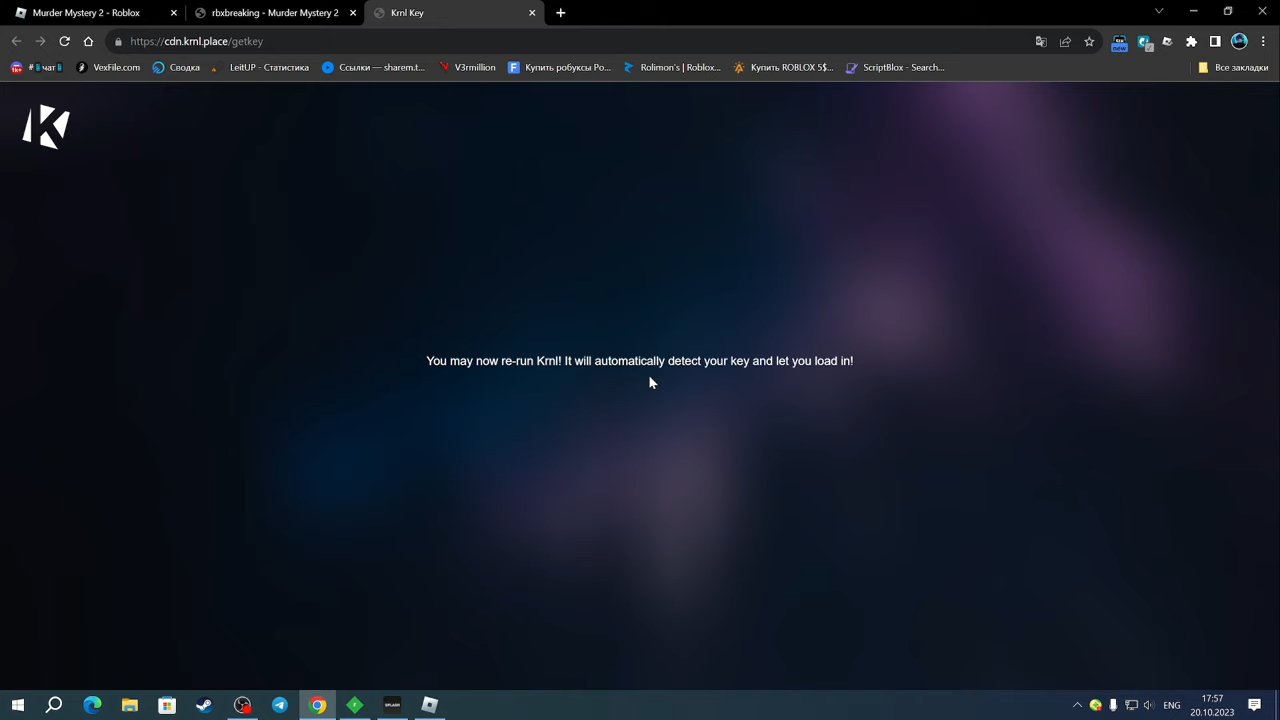 Murder Mystery 2 - Roblox
rbxbreaking - Murder Mystery 2
Krnl Key
https://cdn.krnl.place/getkey
new
VexFile.com
Сводка
LeitUP - Статистика
Ссылки — sharem.t...
V3rmillion
Купить робуксы Ро...
Rolimon's | Roblox...
Купить ROBLOX 5$...
ScriptBlox - Search...
Все закладки
K
You may now re-run Krnl! It will automatically detect your key and let you load in!
SPLASH
ENG
17:57
20.10.2023